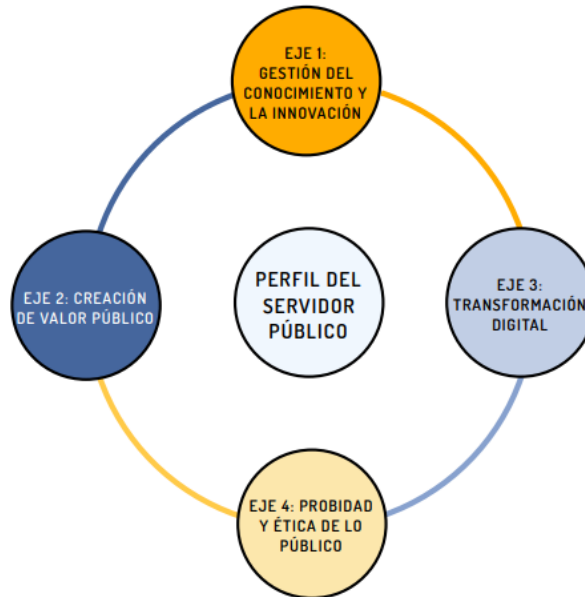 EJE 1:
GESTIÓN DEL
CONOCIMIENTO Y
LA INNOVACIÓN
EJE 2: CREACIÓN
DE VALOR PÚBLICO
PERFIL DEL
SERVIDOR
PÚBLICO
EJE 3:
TRANSFORMACIÓN
DIGITAL
EJE 4: PROBIDAD
Y ÉTICA DE LO
PÚBLICO